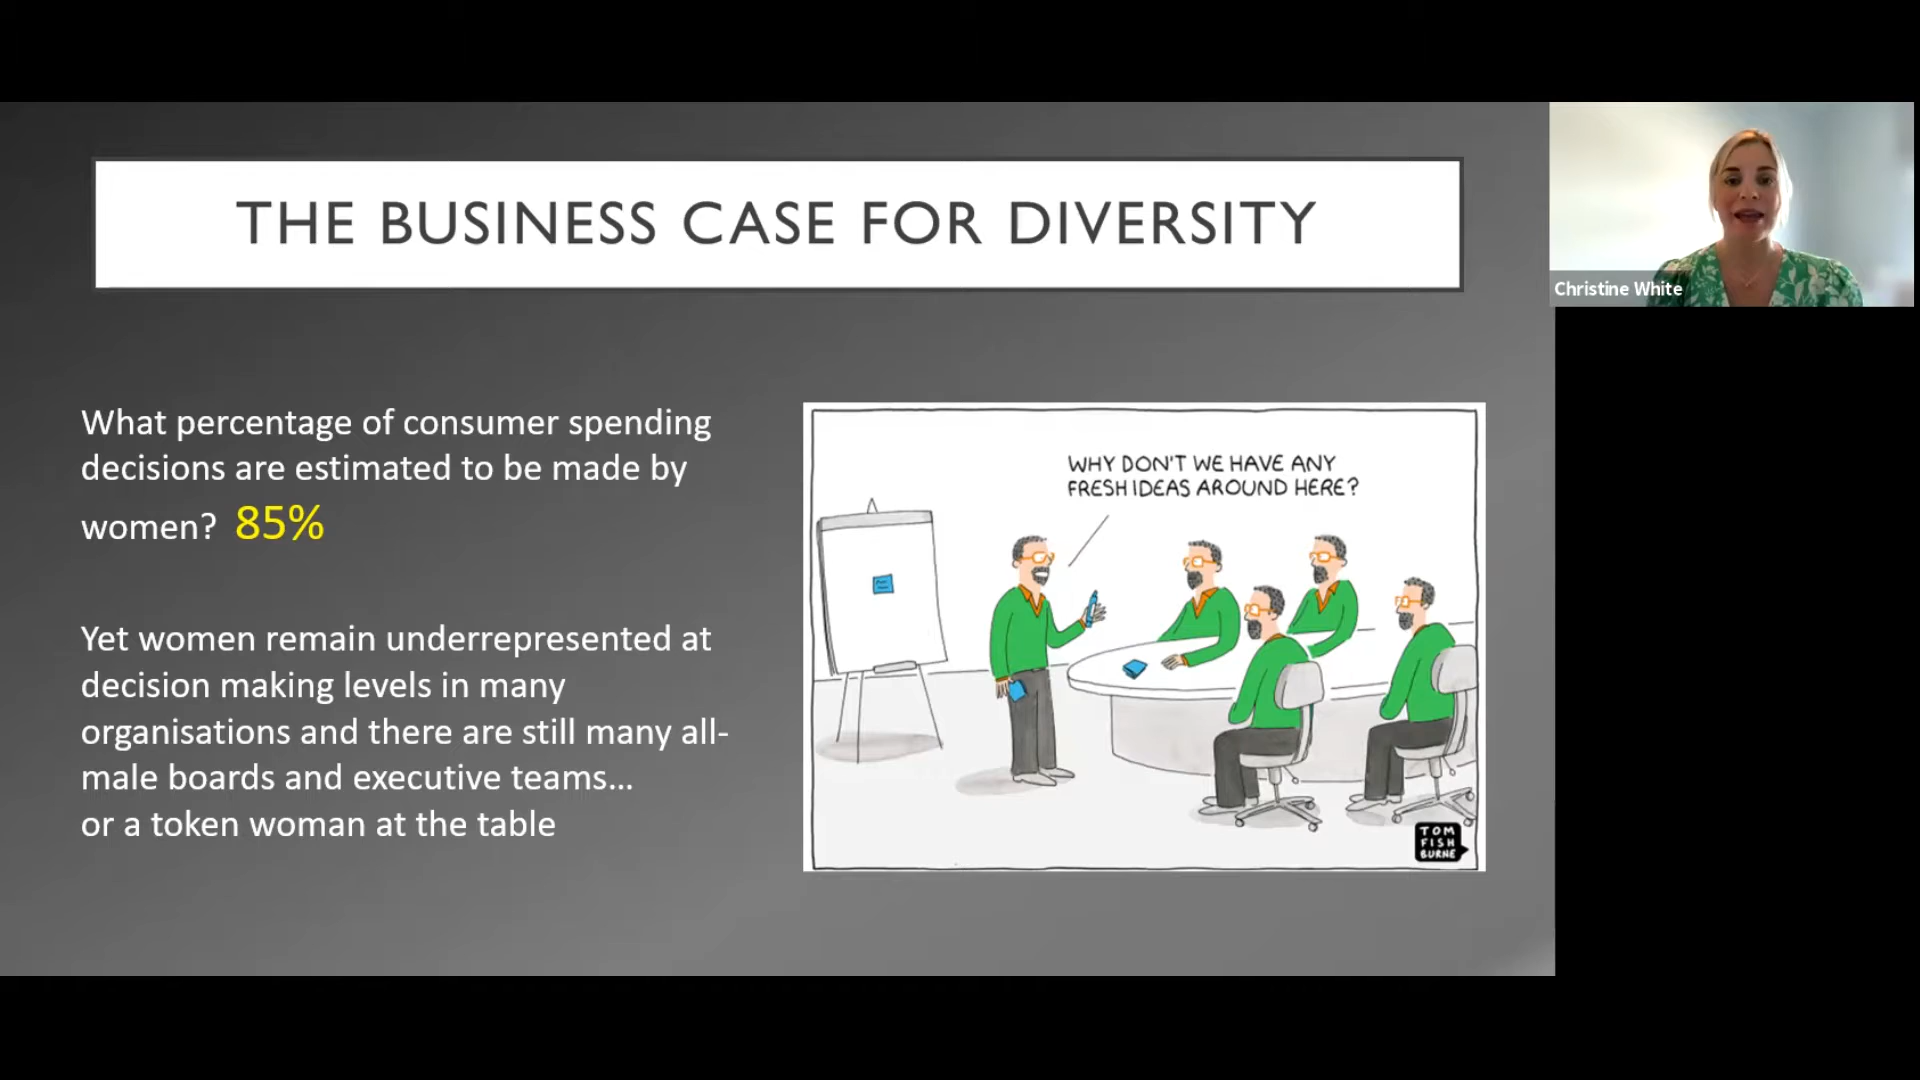 THE BUSINESS CASE FOR DIVERSITY
Christine White
What percentage of consumer spending
decisions are estimated to be made by
women? 85%
Yet women remain underrepresented at
decision making levels in many
organisations and there are still many all-
male boards and executive teams...
or a token woman at the table
WHY DON'T WE HAVE ANY
FRESH IDEAS AROUND HERE?
TOM
FISH
BURNE